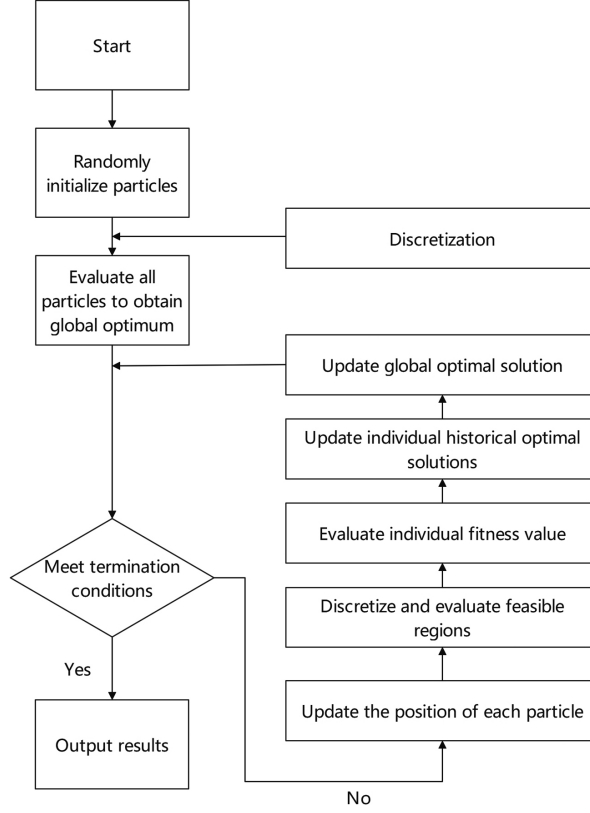 Start
Randomly
initialize particles
Discretization
Evaluate all
particles to obtain
global optimum
Update global optimal solution
Update individual historical optimal
solutions
Evaluate individual fitness value
Meet termination
conditions
Discretize and evaluate feasible
regions
Yes
Update the position of each particle
Output results
No